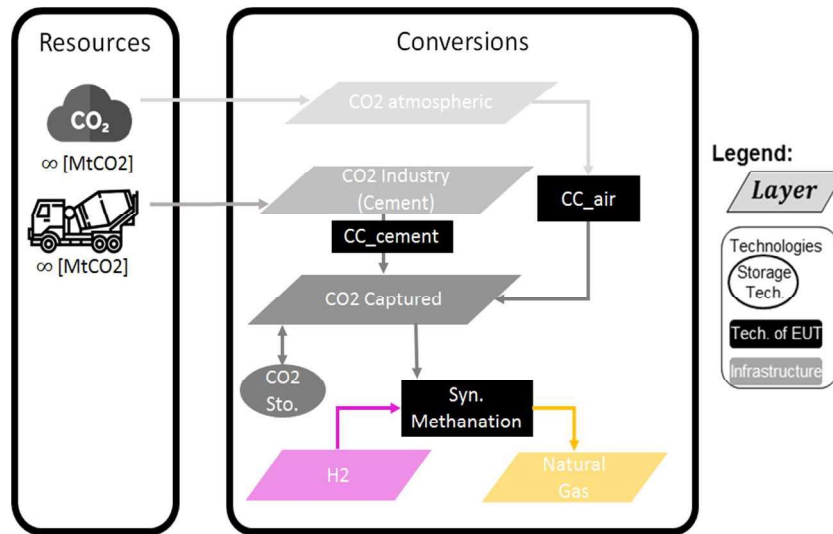 Resources
CO₂
∞ [MtCO2]
∞ [MtCO2]
Conversions
CO2 atmospheric
CO2 Industry
(Cement)
CC_air
CC_cement
CO2 Captured
CO2
Sto.
Syn.
Methanation
H2
Natural
Gas
Legend:
Layer
Technologies
Storage
Tech.
Tech. of EUT
Infrastructure